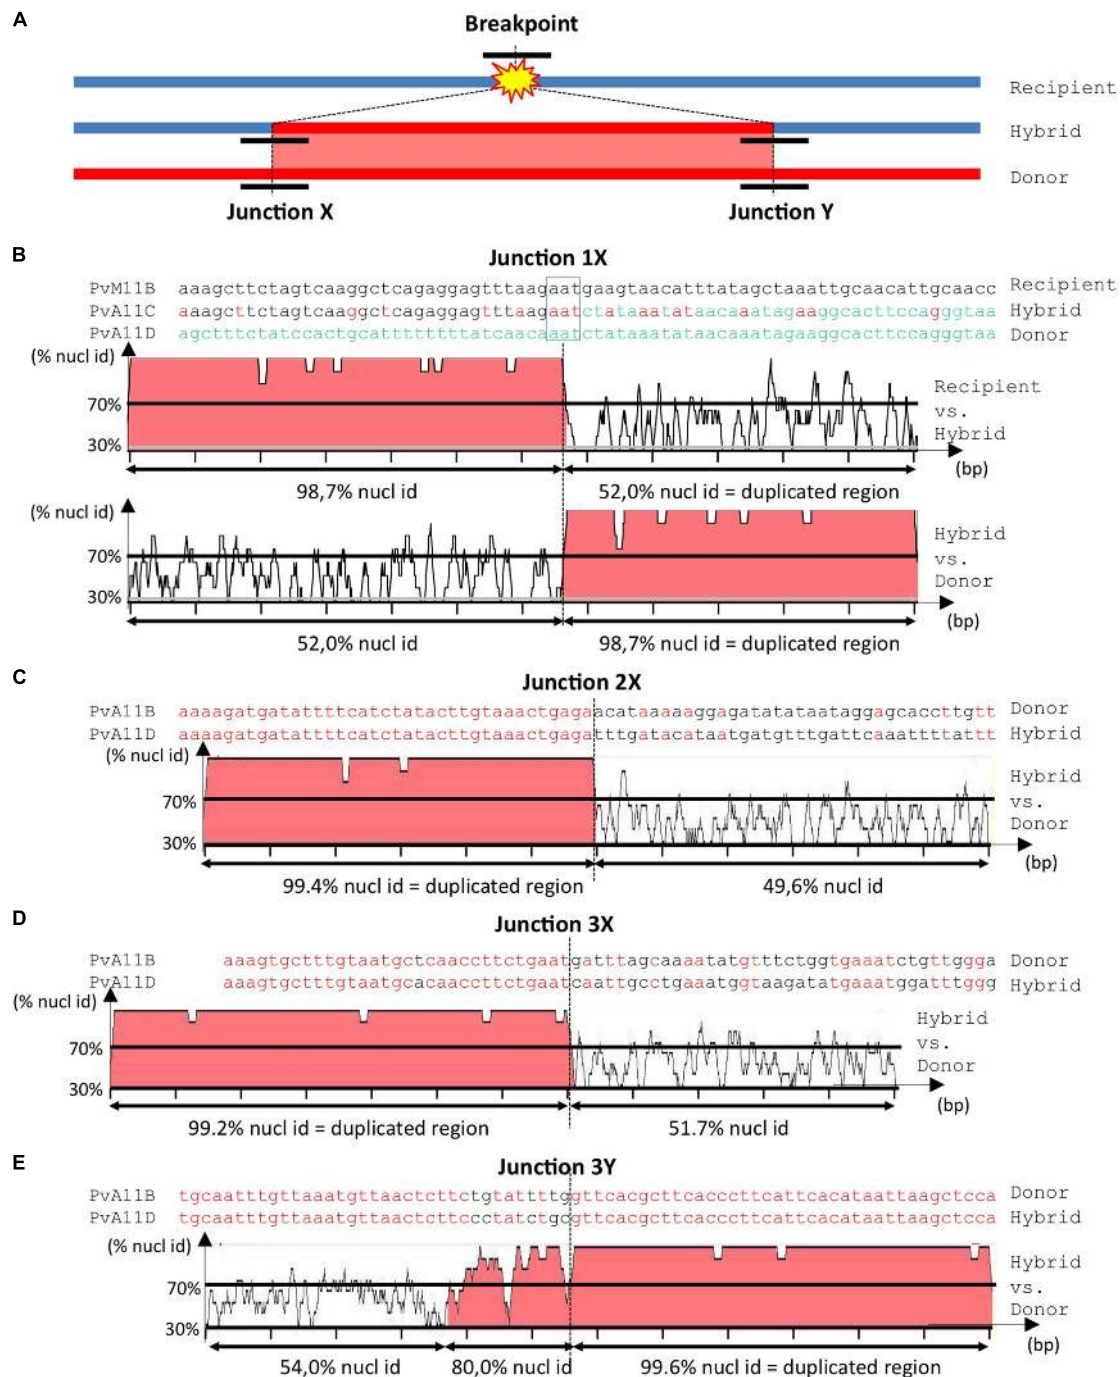 A
Breakpoint
Recipient
Hybrid
Donor
Junction X
Junction Y
B
Junction 1X
PvM11B aaagcttctagtcaaggctcagaggagtttaagaatgaagtaacatttatagctaaattgcaacattgcaacc Recipient
PvA11C aaagcttctagtcaaggctcagaggagtttaagaatctataaatataacaaatagaaggcacttccagggtaa Hybrid
PvA11D agctttctatccactgcatttttttatcaacaaatctataaatataacaaatagaaggcacttccagggtaa Donor
(% nucl id)
70%
30%
Recipient
vs.
Hybrid
(bp)
98,7% nucl id
52,0% nucl id = duplicated region
(% nucl id)
70%
30%
Hybrid
vs.
Donor
(bp)
52,0% nucl id
98,7% nucl id = duplicated region
C
Junction 2X
PvA11B aaaagatgatattttcatctatacttgtaaactgagaacataaaaaggagatatataataggagcaccttgtt Donor
PvA11D aaaagatgatattttcatctatacttgtaaactgagatttgatacataatgatgtttgattcaaattttattt Hybrid
(% nucl id)
70%
30%
Hybrid
vs.
Donor
(bp)
99.4% nucl id = duplicated region
49,6% nucl id
D
Junction 3X
PvA11B aaagtgctttgtaatgctcaaccttctgaatgatttagcaaaatatgtttctggtgaaatctgttggga Donor
PvA11D aaagtgctttgtaatgcacaaccttctgaatcaattgcctgaaatggtaagatatgaaatggatttggg Hybrid
(% nucl id)
70%
30%
Hybrid
vs.
Donor
(bp)
99.2% nucl id = duplicated region
51.7% nucl id
E
Junction 3Y
PvA11B tgcaatttgttaaatgttaactcttctgtattttggttcacgcttcacccttcattcacataattaagctcca Donor
PvA11D tgcaatttgttaaatgttaactcttccctatctgcgttcacgcttcacccttcattcacataattaagctcca Hybrid
(% nucl id)
70%
30%
Hybrid
vs.
Donor
(bp)
54,0% nucl id
80,0% nucl id
99.6% nucl id = duplicated region